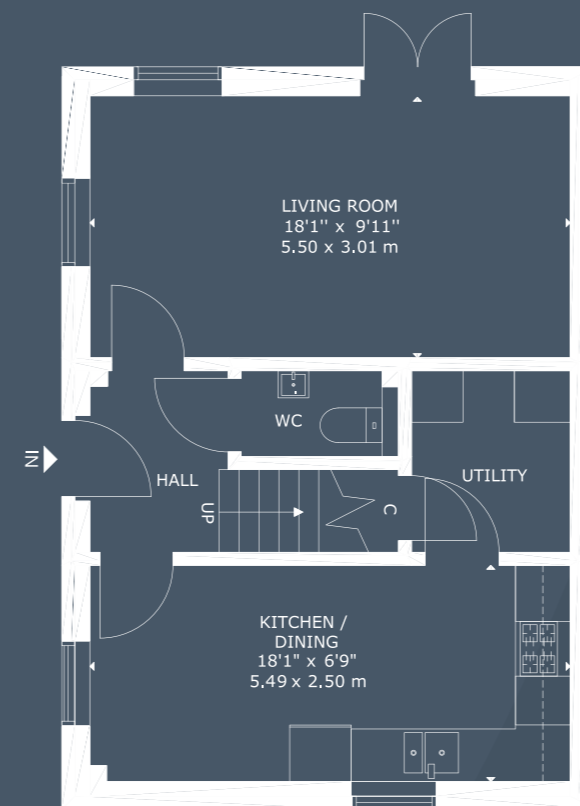 LIVING ROOM
18'1'' x 9'11''
5.50 x 3.01 m
WC
IN
HALL
UP
C
UTILITY
KITCHEN /
DINING
18'1" x 6'9"
5.49 x 2.50 m